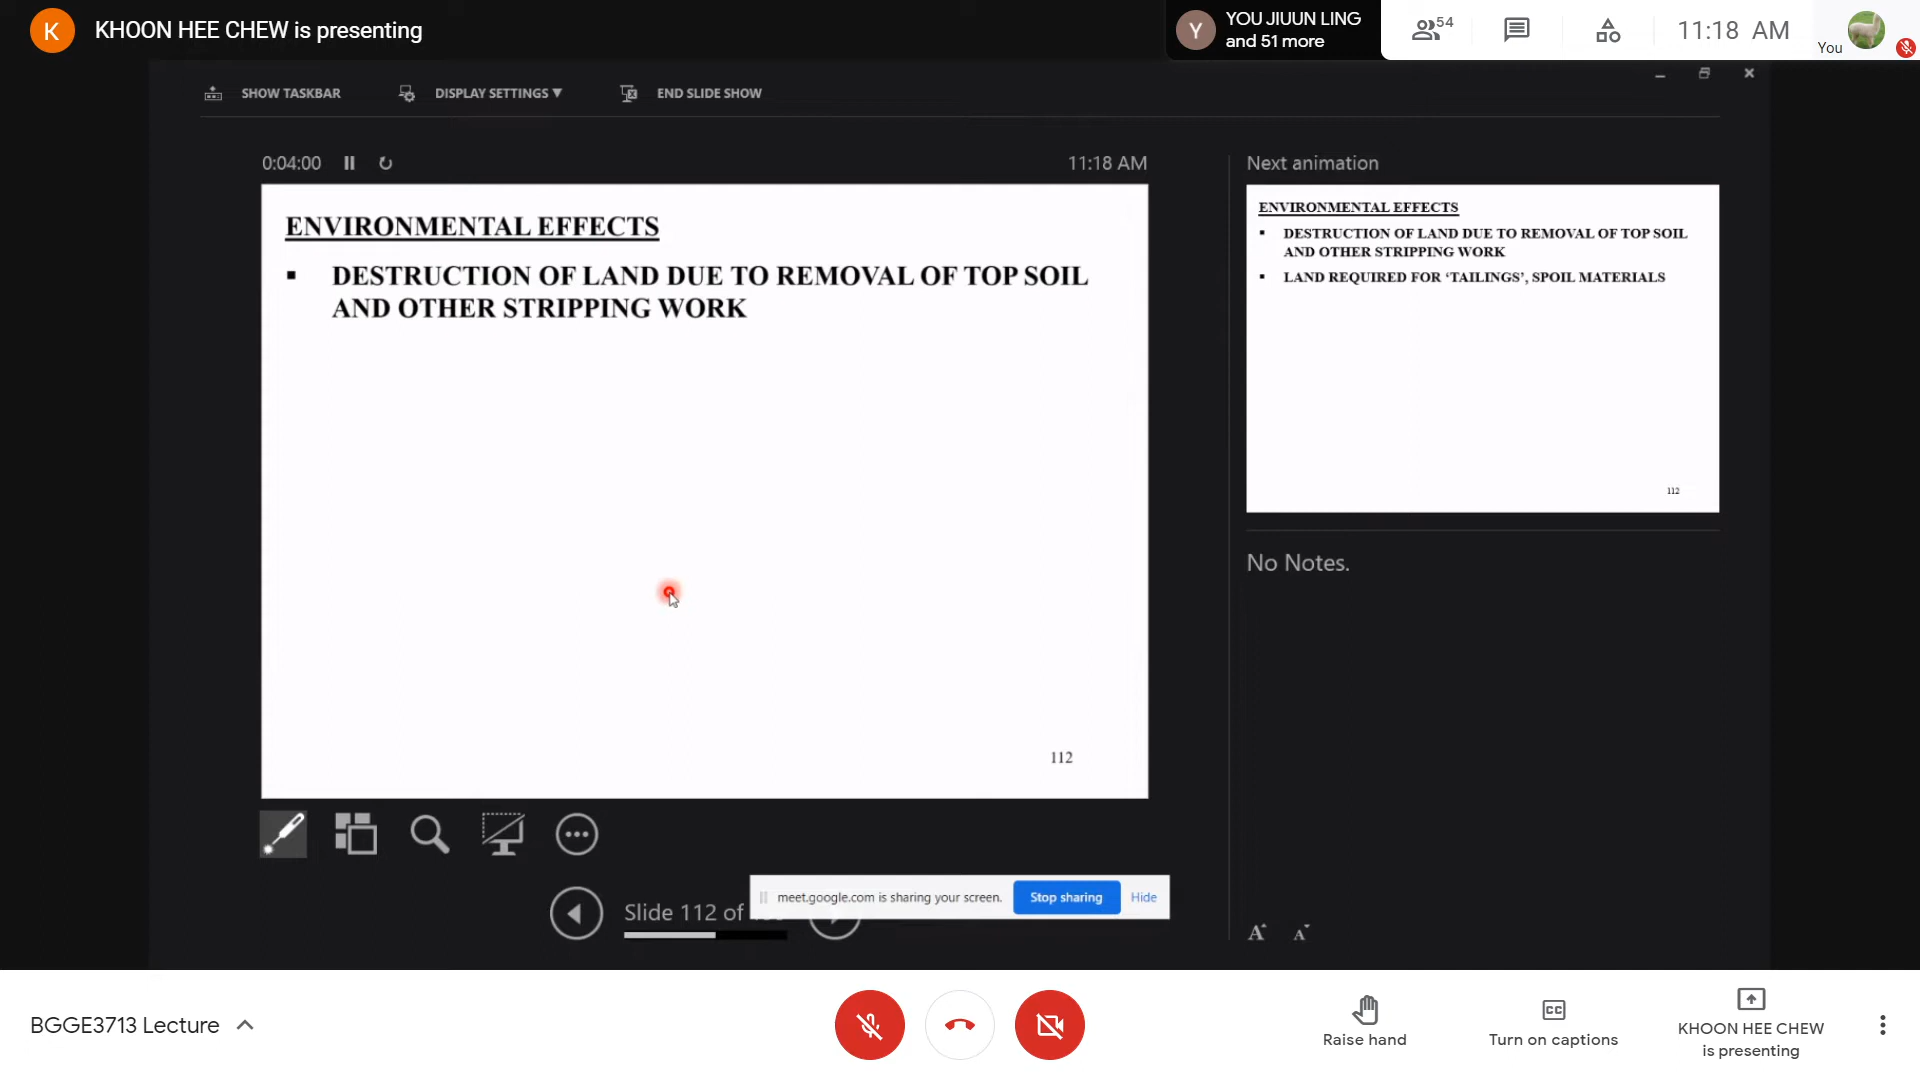 K
KHOON HEE CHEW is presenting
Y
YOU JIUUN LING
and 51 more
54
11:18 AM
You
SHOW TASKBAR
DISPLAY SETTINGS ▼
END SLIDE SHOW
0:04:00
11:18 AM
ENVIRONMENTAL EFFECTS
▪ DESTRUCTION OF LAND DUE TO REMOVAL OF TOP SOIL
AND OTHER STRIPPING WORK
112
Next animation
ENVIRONMENTAL EFFECTS
▪ DESTRUCTION OF LAND DUE TO REMOVAL OF TOP SOIL
AND OTHER STRIPPING WORK
▪ LAND REQUIRED FOR ‘TAILINGS’, SPOIL MATERIALS
112
No Notes.
Slide 112 of
meet.google.com is sharing your screen.
Stop sharing
Hide
A A
BGGE3713 Lecture
Raise hand
CC
Turn on captions
KHOON HEE CHEW
is presenting